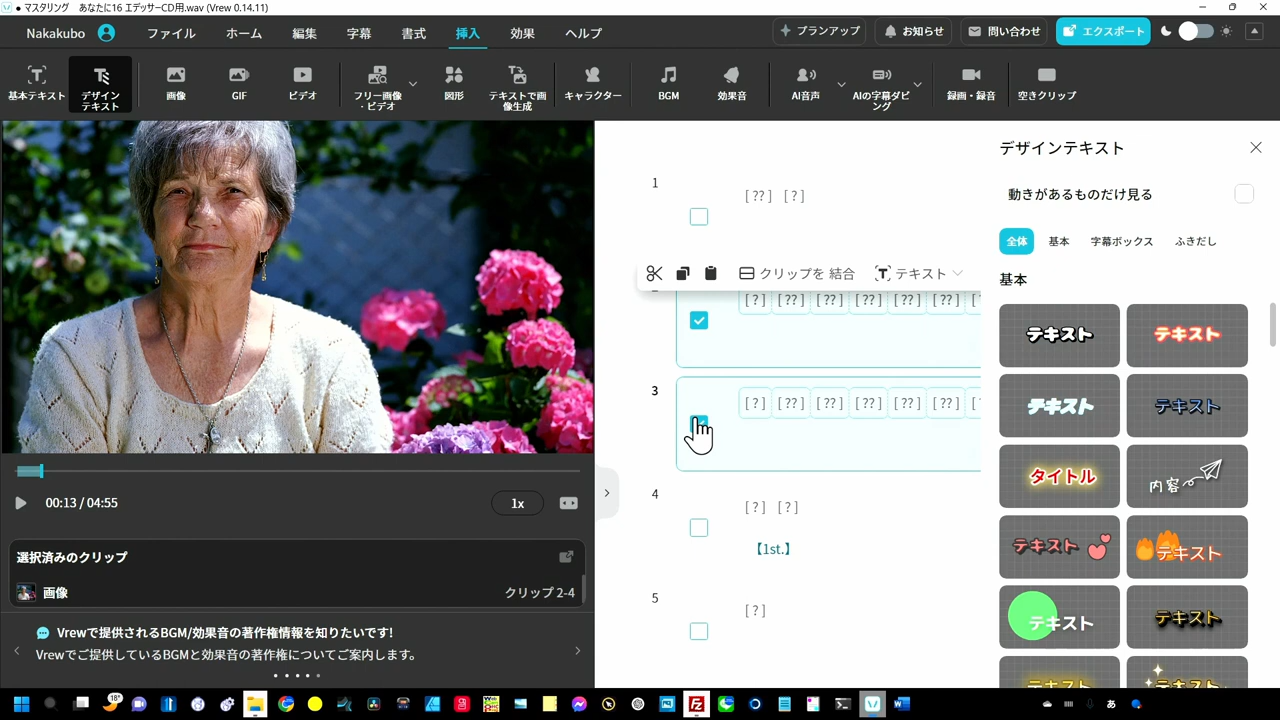 ● マスタリング　あなたに16 エデッサーCD用.wav (Vrew 0.14.11)
Nakakubo ファイル ホーム 編集 字幕 書式 挿入 効果 ヘルプ プランアップ お知らせ 問い合わせ エクスポート
基本テキスト デザインテキスト 画像 GIF ビデオ フリー画像・ビデオ 図形 テキストで画像生成 キャラクター BGM 効果音 AI音声 AIの字幕ダビング 録画・録音 空きクリップ
1
[??] [?]
クリップを 結合 テキスト
[?] [??] [??] [??] [??] [??]
3
[?] [??] [??] [??] [??] [??]
4
[?] [?]
【1st.】
5
[?]
00:13 / 04:55
1x
選択済みのクリップ
画像 クリップ 2-4
Vrewで提供されるBGM/効果音の著作権情報を知りたいです!
Vrewでご提供しているBGMと効果音の著作権についてご案内します。
デザインテキスト
動きがあるものだけ見る
全体 基本 字幕ボックス ふきだし
基本
テキスト テキスト
テキスト テキスト
タイトル 内容
テキスト テキスト
テキスト テキスト
テキスト テキスト
18°
あ